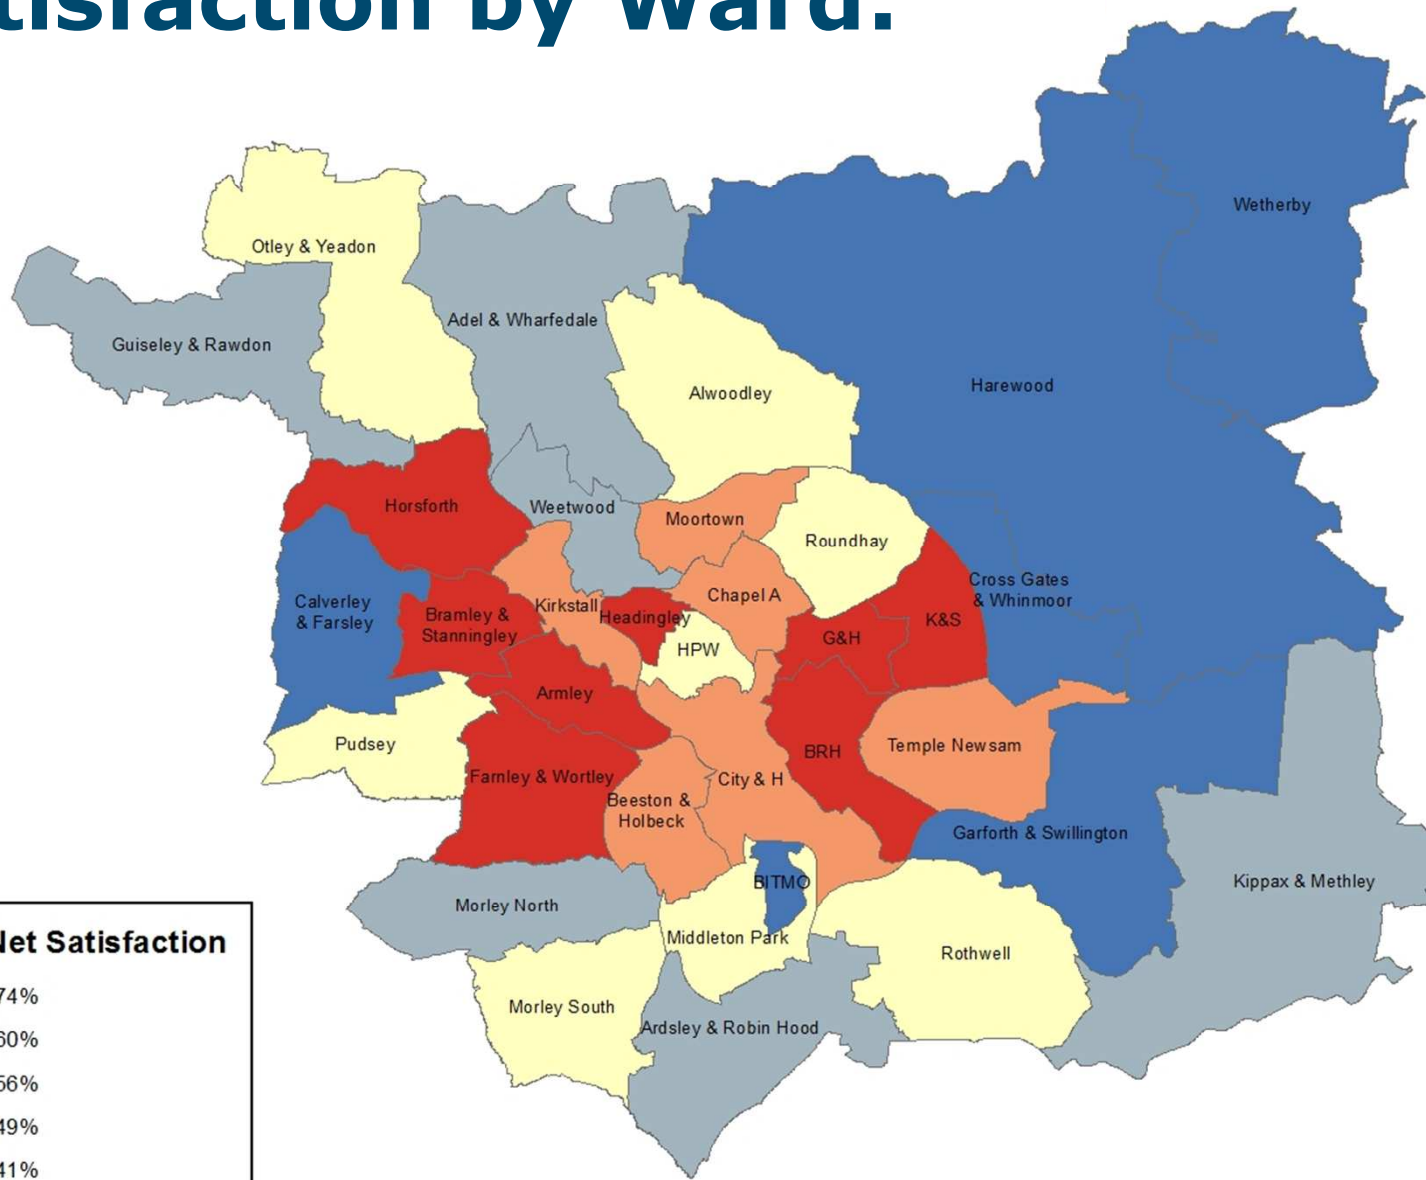 tisfaction by Ward.
Wetherby
Otley & Yeadon
Adel & Wharfedale
Guiseley & Rawdon
Harewood
Alwoodley
Horsforth
Weetwood
Moortown
Roundhay
Cross Gates
& Whinmoor
Calverley
& Farsley
Bramley &
Stanningley
Kirkstall
Headingley
Chapel A
K&S
G&H
HPW
Armley
Pudsey
Temple Newsam
BRH
Farnley & Wortley
City & H
Beeston &
Holbeck
Garforth & Swillington
BITMO
Kippax & Methley
Morley North
Middleton Park
Rothwell
Morley South
Ardsley & Robin Hood
Net Satisfaction
74%
60%
56%
49%
41%